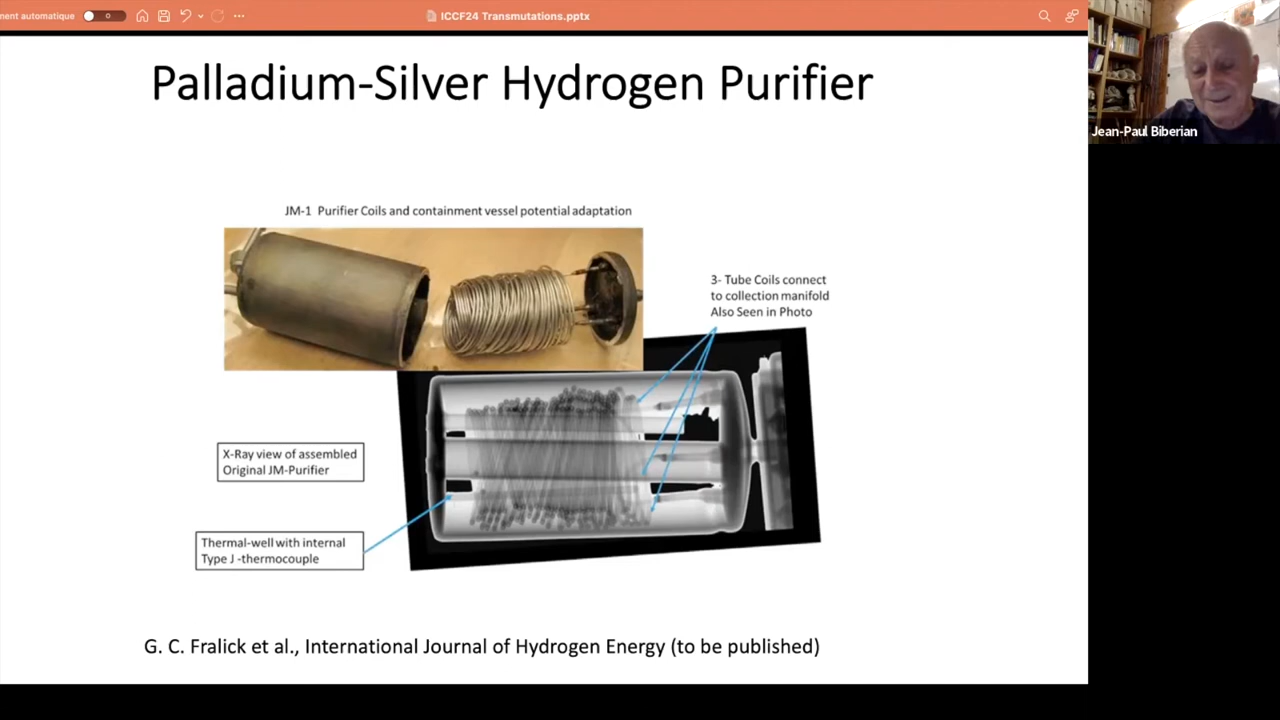 ment automatique
ICCF24 Transmutations.pptx
Jean-Paul Biberian
Palladium-Silver Hydrogen Purifier
JM-1 Purifier Coils and containment vessel potential adaptation
3- Tube Coils connect
to collection manifold
Also Seen in Photo
X-Ray view of assembled
Original JM-Purifier
Thermal-well with internal
Type J -thermocouple
G. C. Fralick et al., International Journal of Hydrogen Energy (to be published)